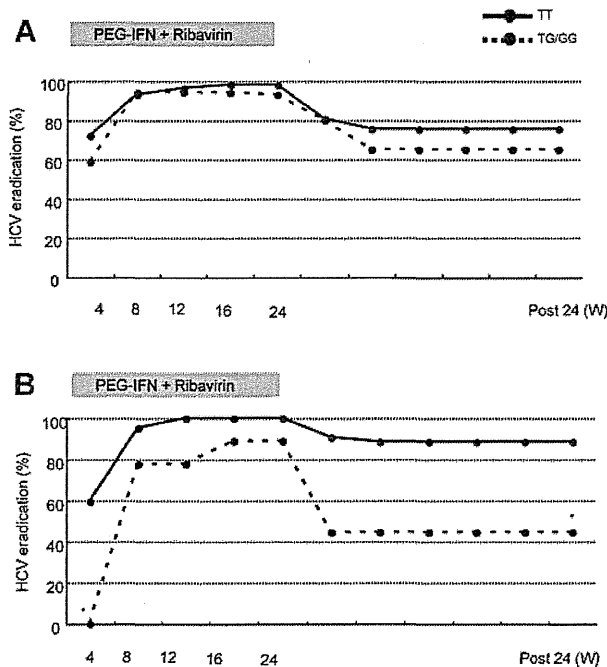 TT
TG/GG
A
PEG-IFN + Ribavirin
HCV eradication (%)
100
80
60
40
20
0
4 8 12 16 24 Post 24 (W)
B
PEG-IFN + Ribavirin
HCV eradication (%)
100
80
60
40
20
0
4 8 12 16 24 Post 24 (W)